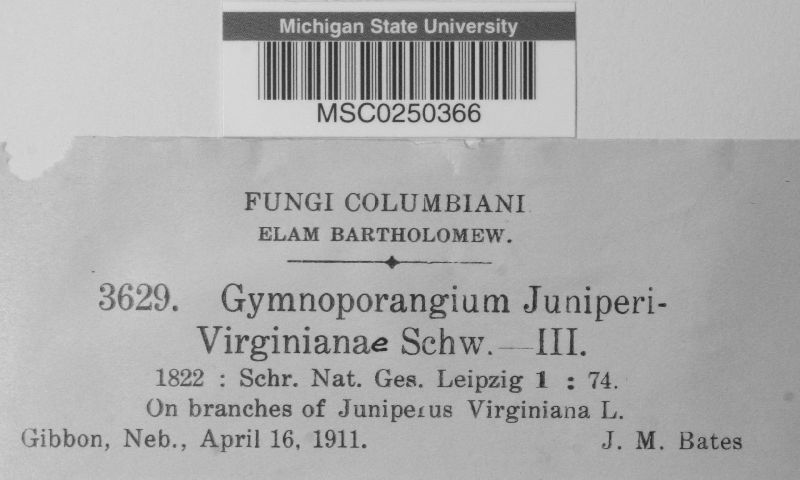 Michigan State University
MSC0250366
FUNGI COLUMBIANI
ELAM BARTHOLOMEW.
3629. Gymnoporangium Juniperi-
Virginianae Schw.—III.
1822 : Schr. Nat. Ges. Leipzig 1 : 74.
On branches of Juniperus Virginiana L.
Gibbon, Neb., April 16, 1911. J. M. Bates